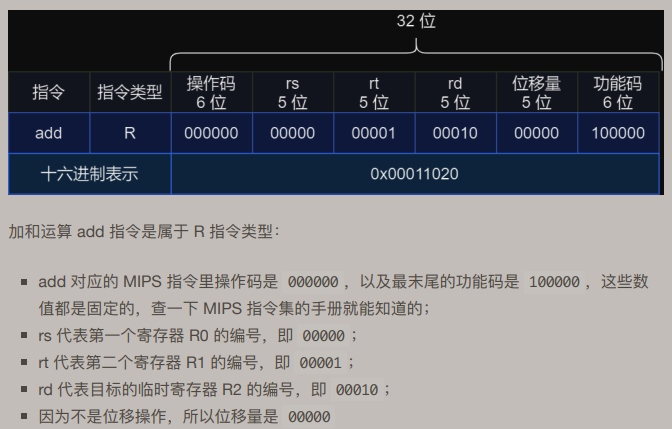 32 位
指令 指令类型 操作码 6 位 rs 5 位 rt 5 位 rd 5 位 位移量 5 位 功能码 6 位
add R 000000 00000 00001 00010 00000 100000
十六进制表示 0x00011020
加和运算 add 指令是属于 R 指令类型：
add 对应的 MIPS 指令里操作码是 000000 ，以及最末尾的功能码是 100000 ，这些数
值都是固定的，查一下 MIPS 指令集的手册就能知道的；
rs 代表第一个寄存器 R0 的编号，即 00000 ；
rt 代表第二个寄存器 R1 的编号，即 00001 ；
rd 代表目标的临时寄存器 R2 的编号，即 00010 ；
因为不是位移操作，所以位移量是 00000